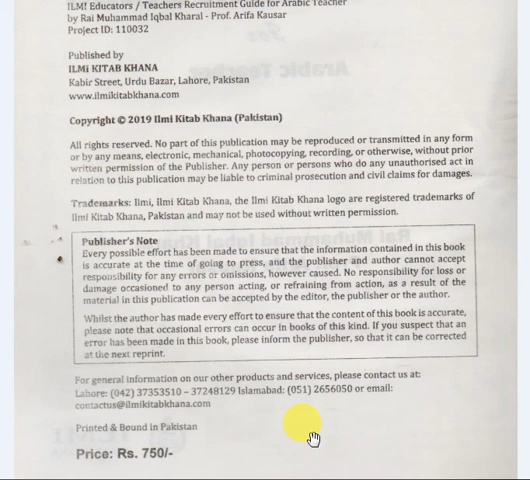 ILMI Educators / Teachers Recruitment Guide for Arabic Teacher
by Rai Muhammad Iqbal Kharal - Prof. Arifa Kausar
Project ID: 110032
Published by
ILMi KITAB KHANA
Kabir Street, Urdu Bazar, Lahore, Pakistan
www.ilmikitabkhana.com
Copyright © 2019 Ilmi Kitab Khana (Pakistan)
All rights reserved. No part of this publication may be reproduced or transmitted in any form
or by any means, electronic, mechanical, photocopying, recording, or otherwise, without prior
written permission of the Publisher. Any person or persons who do any unauthorised act in
relation to this publication may be liable to criminal prosecution and civil claims for damages.
Trademarks: Ilmi, Ilmi Kitab Khana, the Ilmi Kitab Khana logo are registered trademarks of
Ilmi Kitab Khana, Pakistan and may not be used without written permission.
Publisher's Note
Every possible effort has been made to ensure that the information contained in this book
is accurate at the time of going to press, and the publisher and author cannot accept
responsibility for any errors or omissions, however caused. No responsibility for loss or
damage occasioned to any person acting, or refraining from action, as a result of the
material in this publication can be accepted by the editor, the publisher or the author.
Whilst the author has made every effort to ensure that the content of this book is accurate,
please note that occasional errors can occur in books of this kind. If you suspect that an
error has been made in this book, please inform the publisher, so that it can be corrected
at the next reprint.
For general information on our other products and services, please contact us at:
Lahore: (042) 37353510 – 37248129 Islamabad: (051) 2656050 or email:
contactus@ilmikitabkhana.com
Printed & Bound in Pakistan
Price: Rs. 750/-